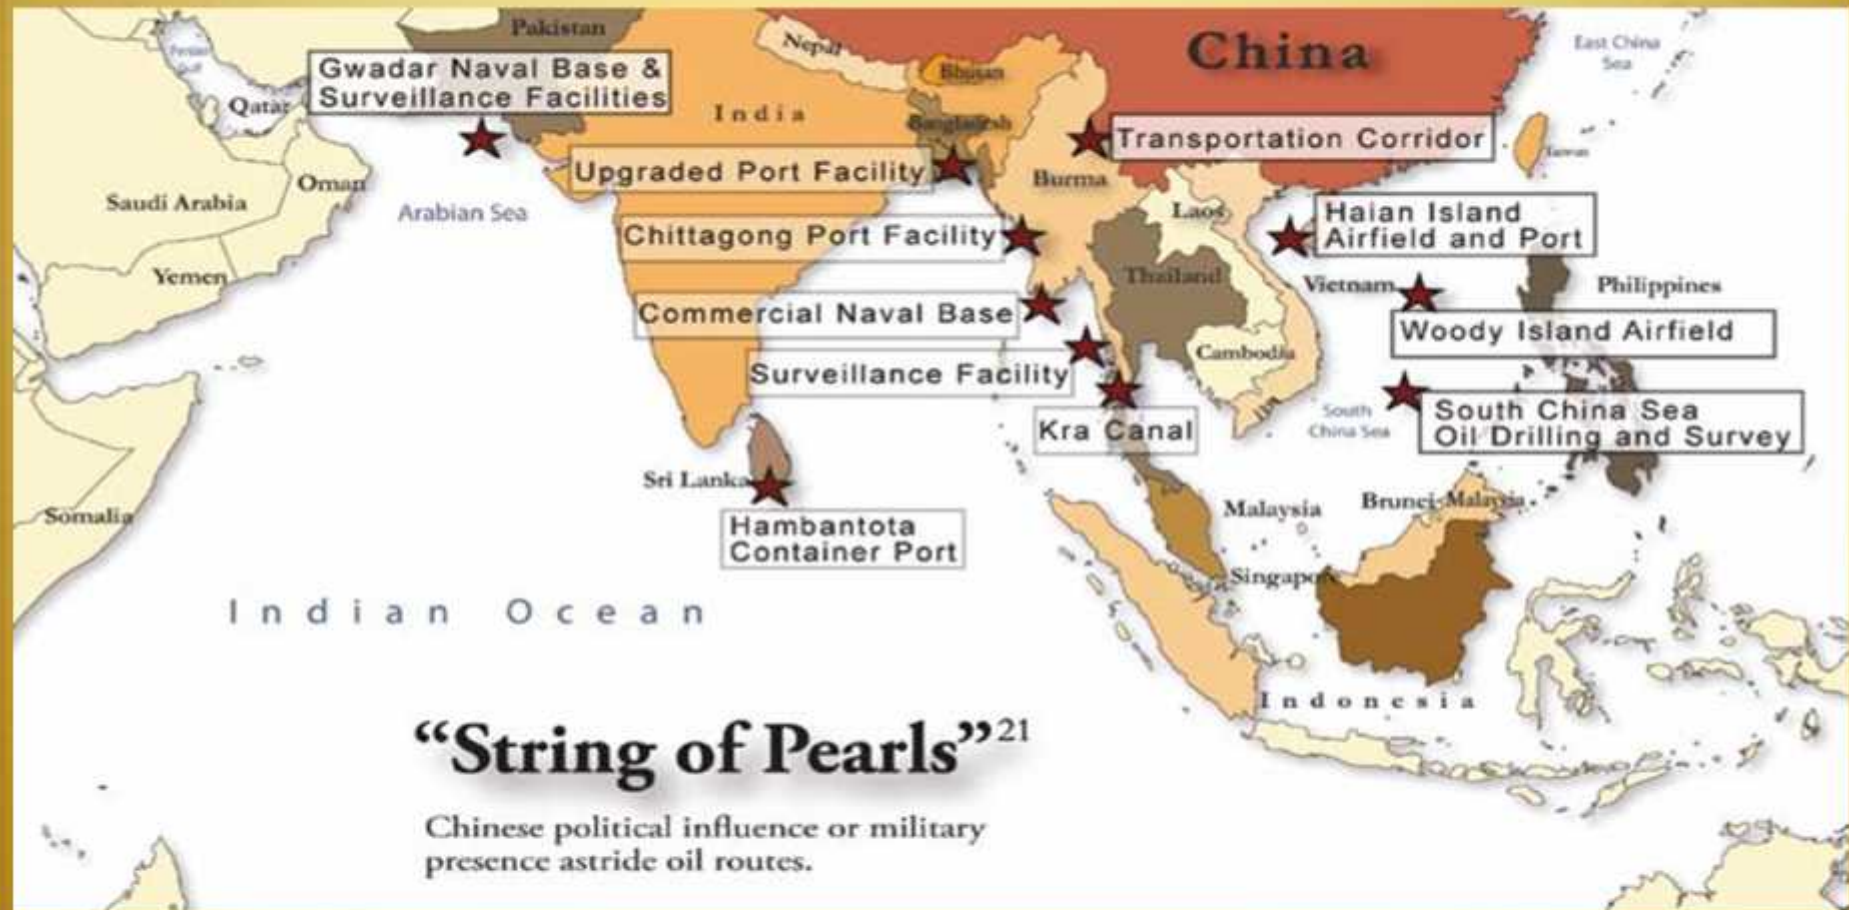 Pakistan
Nepal
China
East China
Sea
Persian
Gulf
Gwadar Naval Base &
Surveillance Facilities
Bhutan
Qatar
India
Bangladesh
Transportation Corridor
Taiwan
Upgraded Port Facility
Burma
Oman
Saudi Arabia
Arabian Sea
Laos
Haian Island
Airfield and Port
Chittagong Port Facility
Yemen
Thailand
Vietnam
Philippines
Commercial Naval Base
Woody Island Airfield
Cambodia
Surveillance Facility
South
China Sea
South China Sea
Oil Drilling and Survey
Kra Canal
Sri Lanka
Malaysia
Brunei-Malaysia
Somalia
Hambantota
Container Port
Singapore
Indian Ocean
Indonesia
“String of Pearls”21
Chinese political influence or military
presence astride oil routes.